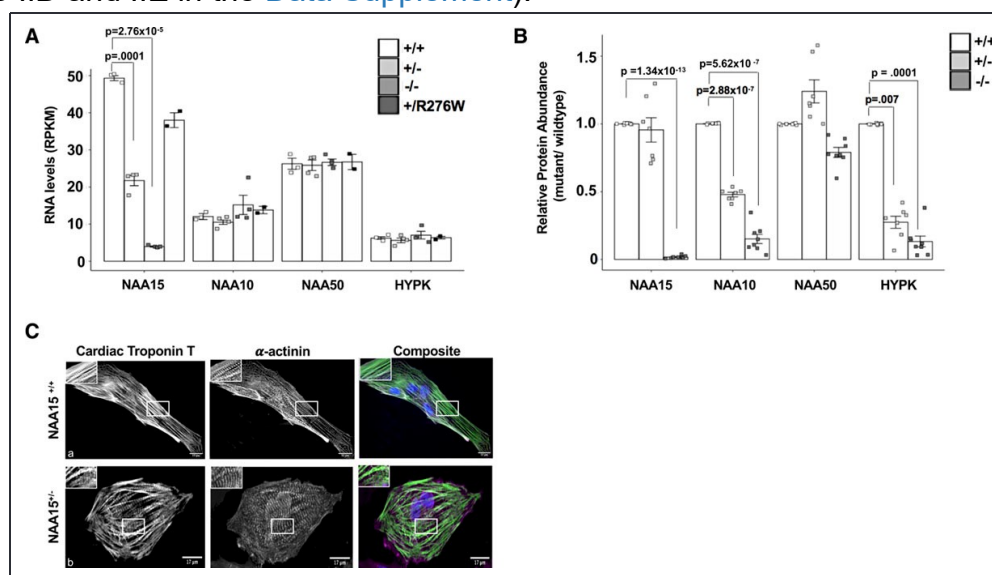 Data Supplement).
A
p=2.76x10-5
p=.0001
+/+
+/-
-/-
+/R276W
RNA levels (RPKM)
50
40
30
20
10
0
NAA15 NAA10 NAA50 HYPK
B
p =1.34x10-13
p=5.62x10 -7
p=2.88x10-7
p = .0001
p=.007
+/+
+/-
-/-
Relative Protein Abundance
(mutant/ wildtype)
1.5
1.0
0.5
0
NAA15 NAA10 NAA50 HYPK
C
Cardiac Troponin T α-actinin Composite
NAA15 +/+
a
NAA15+/-
b
17 µm 17 µm 17 µm